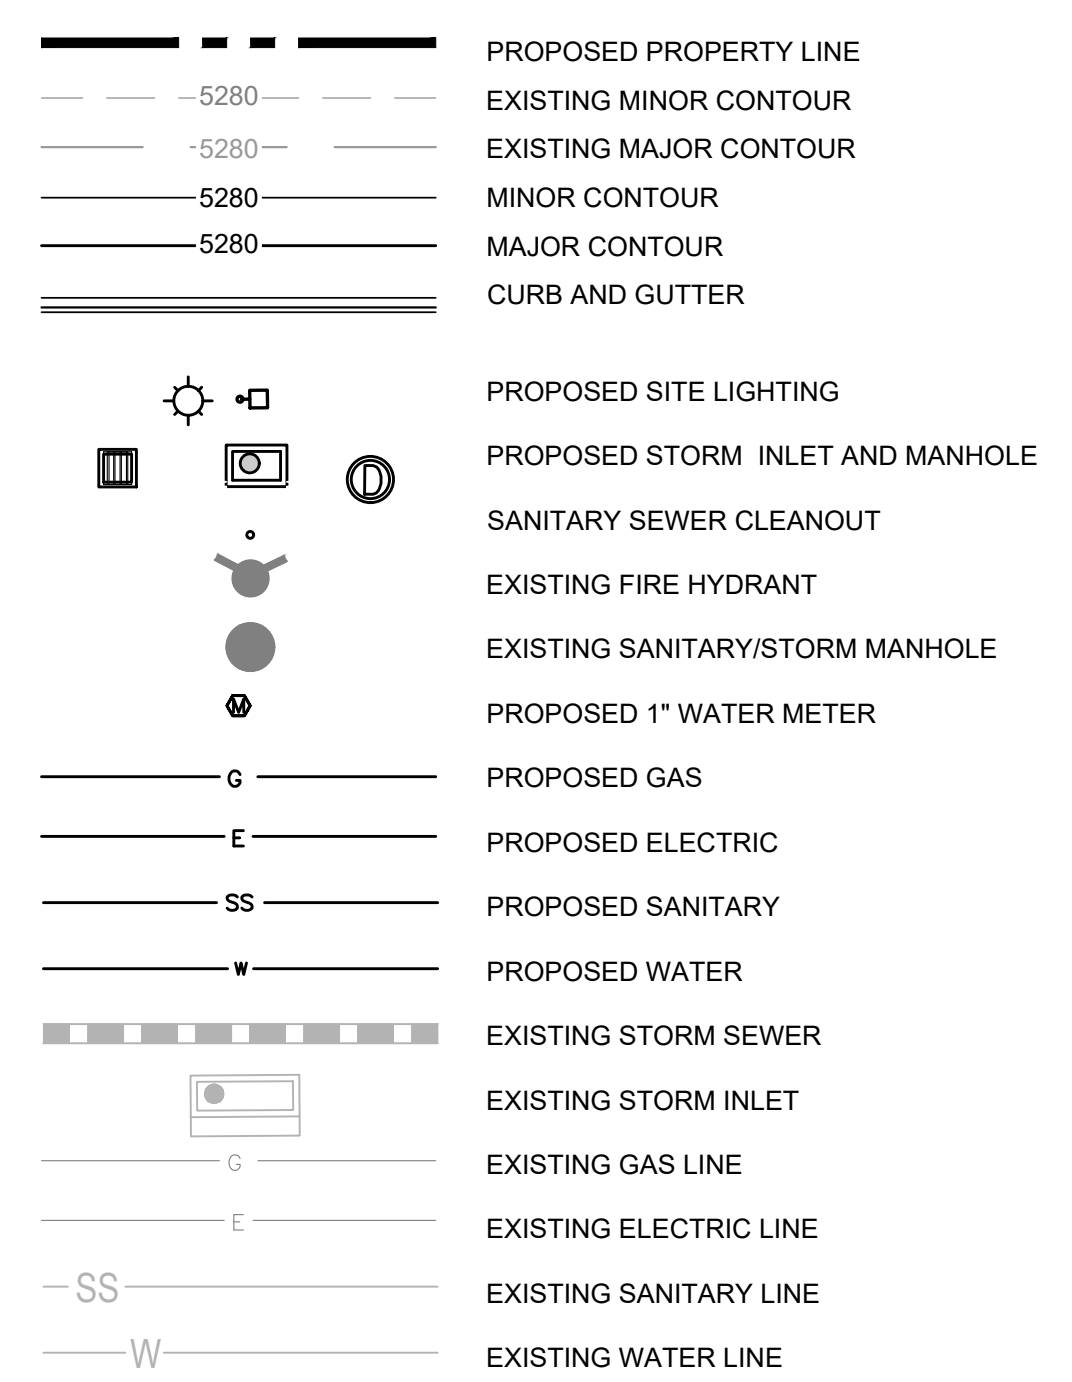 PROPOSED PROPERTY LINE
5280 EXISTING MINOR CONTOUR
5280 EXISTING MAJOR CONTOUR
5280 MINOR CONTOUR
5280 MAJOR CONTOUR
CURB AND GUTTER
PROPOSED SITE LIGHTING
D PROPOSED STORM INLET AND MANHOLE
SANITARY SEWER CLEANOUT
EXISTING FIRE HYDRANT
EXISTING SANITARY/STORM MANHOLE
M PROPOSED 1" WATER METER
G PROPOSED GAS
E PROPOSED ELECTRIC
SS PROPOSED SANITARY
W PROPOSED WATER
EXISTING STORM SEWER
EXISTING STORM INLET
G EXISTING GAS LINE
E EXISTING ELECTRIC LINE
SS EXISTING SANITARY LINE
W EXISTING WATER LINE